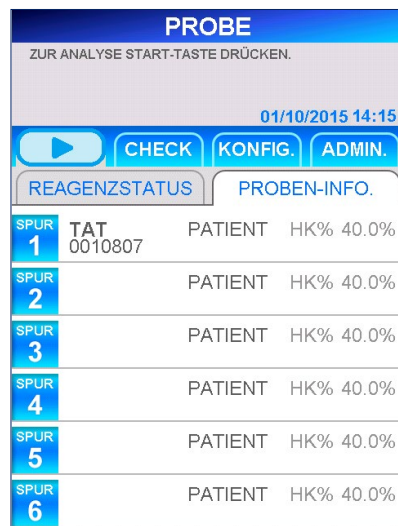 PROBE
ZUR ANALYSE START-TASTE DRÜCKEN.
01/10/2015 14:15
CHECK KONFIG. ADMIN.
REAGENZSTATUS PROBEN-INFO.
SPUR 1 TAT PATIENT HK% 40.0%
0010807
SPUR 2 PATIENT HK% 40.0%
SPUR 3 PATIENT HK% 40.0%
SPUR 4 PATIENT HK% 40.0%
SPUR 5 PATIENT HK% 40.0%
SPUR 6 PATIENT HK% 40.0%